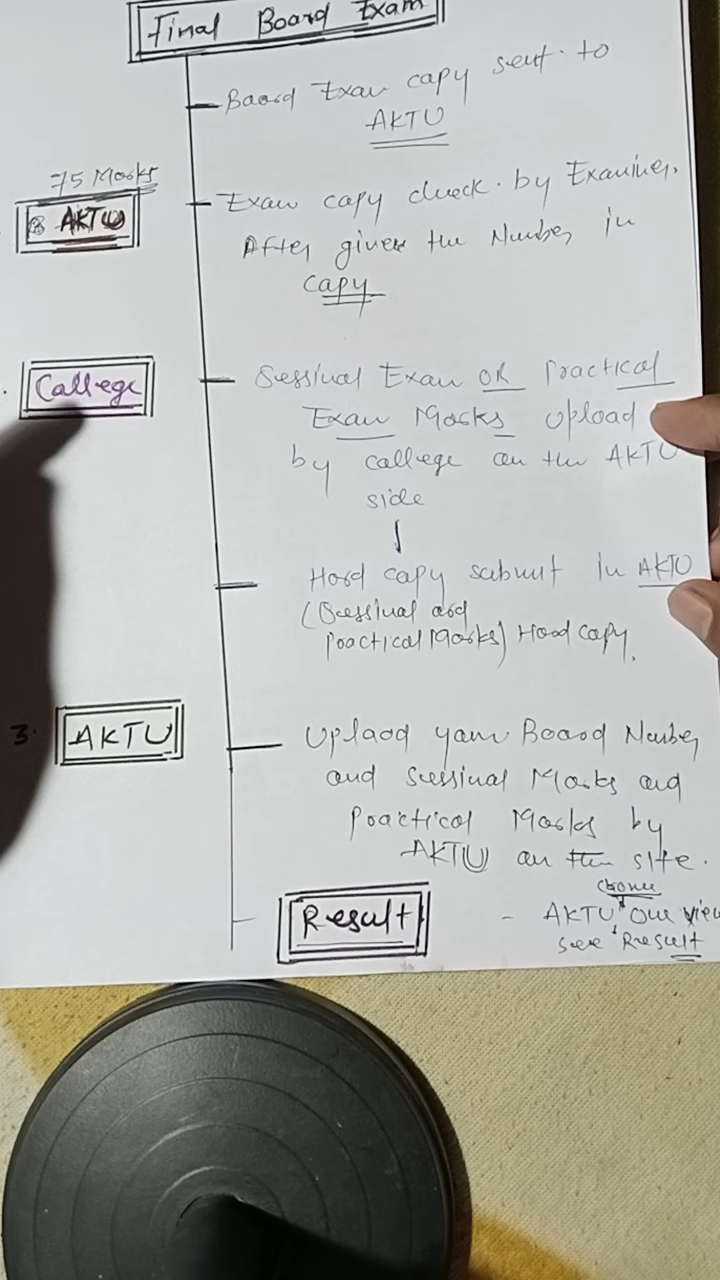 Final Board Exam
Board Exam copy sent to
AKTU
75 Marks
AKTU
Exam copy check by Examiner,
After given the Number in
copy
College
Sessinal Exam OR Practical
Exam Marks Upload
by college on the AKTU
side
Hard copy submit in AKTU
(Sessinal and
Practical Marks) Hard copy.
3. AKTU
Upload your Board Number
and Sessinal Marks and
Practical Marks by
AKTU on the site.
Result
- AKTU One View
see Result